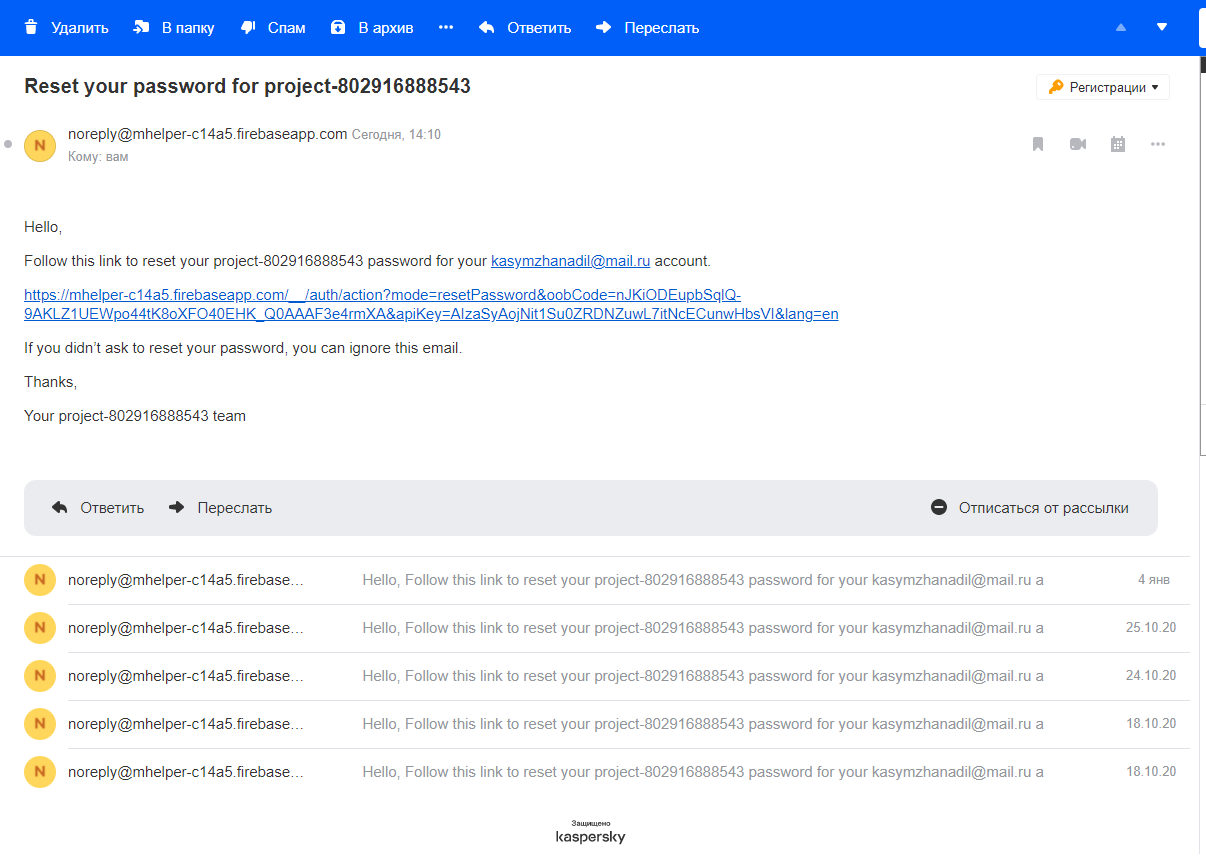 Удалить В папку Спам В архив Ответить Переслать
Reset your password for project-802916888543
Регистрации
N
noreply@mhelper-c14a5.firebaseapp.com Сегодня, 14:10
Кому: вам
Hello,
Follow this link to reset your project-802916888543 password for your kasymzhanadil@mail.ru account.
https://mhelper-c14a5.firebaseapp.com/__/auth/action?mode=resetPassword&oobCode=nJKiODEupbSqlQ-
9AKLZ1UEWpo44tK8oXFO40EHK_Q0AAAF3e4rmXA&apiKey=AIzaSyAojNit1Su0ZRDNZuwL7itNcECunwHbsVI&lang=en
If you didn’t ask to reset your password, you can ignore this email.
Thanks,
Your project-802916888543 team
Ответить Переслать Отписаться от рассылки
N noreply@mhelper-c14a5.firebase… Hello, Follow this link to reset your project-802916888543 password for your kasymzhanadil@mail.ru a 4 янв
N noreply@mhelper-c14a5.firebase… Hello, Follow this link to reset your project-802916888543 password for your kasymzhanadil@mail.ru a 25.10.20
N noreply@mhelper-c14a5.firebase… Hello, Follow this link to reset your project-802916888543 password for your kasymzhanadil@mail.ru a 24.10.20
N noreply@mhelper-c14a5.firebase… Hello, Follow this link to reset your project-802916888543 password for your kasymzhanadil@mail.ru a 18.10.20
N noreply@mhelper-c14a5.firebase… Hello, Follow this link to reset your project-802916888543 password for your kasymzhanadil@mail.ru a 18.10.20
Защищено
kaspersky